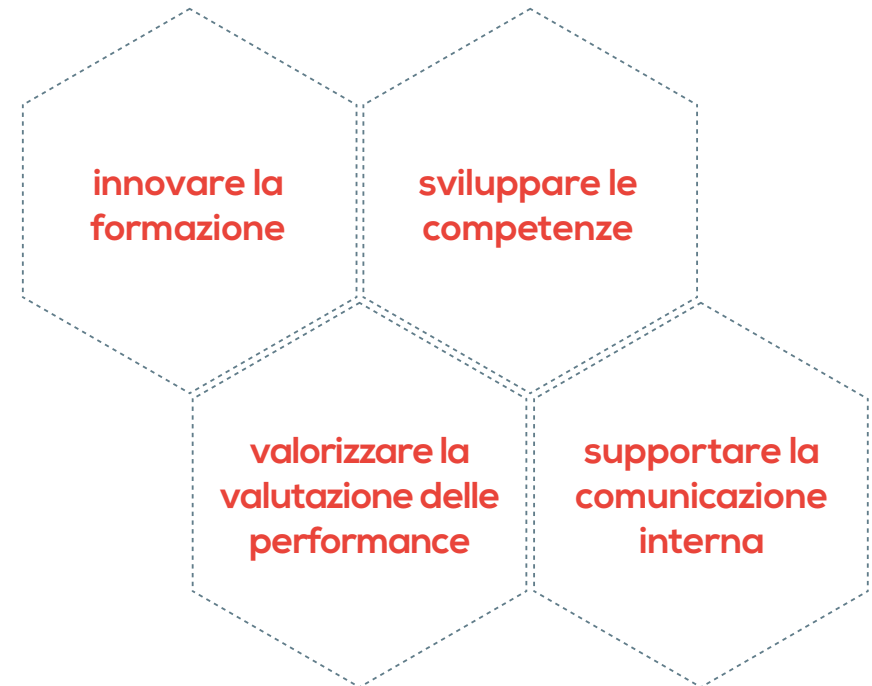 innovare la
formazione
sviluppare le
competenze
valorizzare la
valutazione delle
performance
supportare la
comunicazione
interna